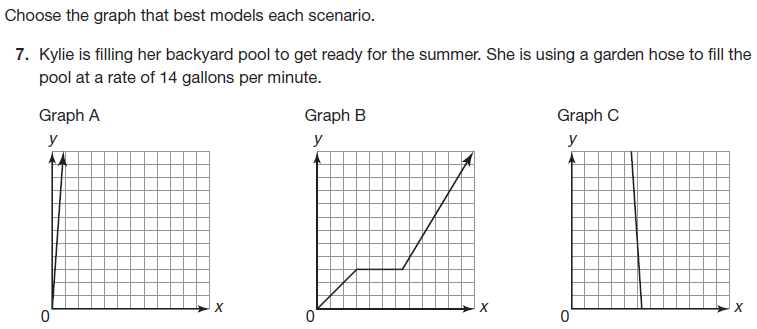 Choose the graph that best models each scenario.
7. Kylie is filling her backyard pool to get ready for the summer. She is using a garden hose to fill the
pool at a rate of 14 gallons per minute.
Graph A Graph B Graph C
y y y
x x x
0 0 0